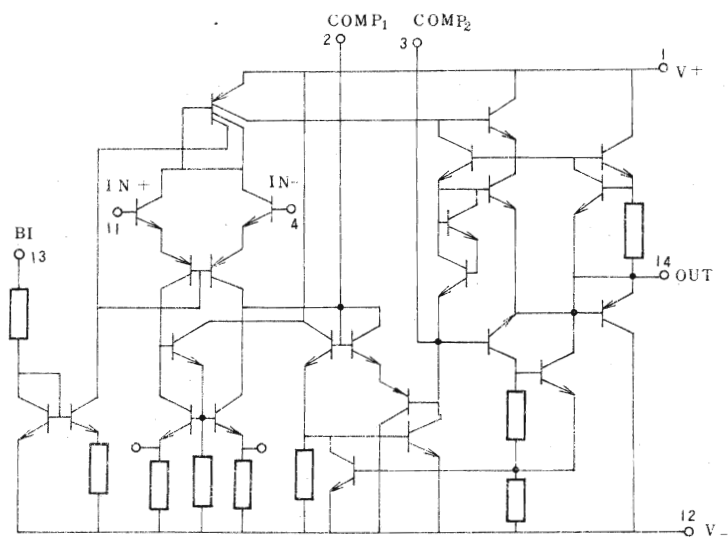 COMP₁ COMP₂
2 3
1
V+
IN+ IN-
11 4
BI
13
14
OUT
12
V-